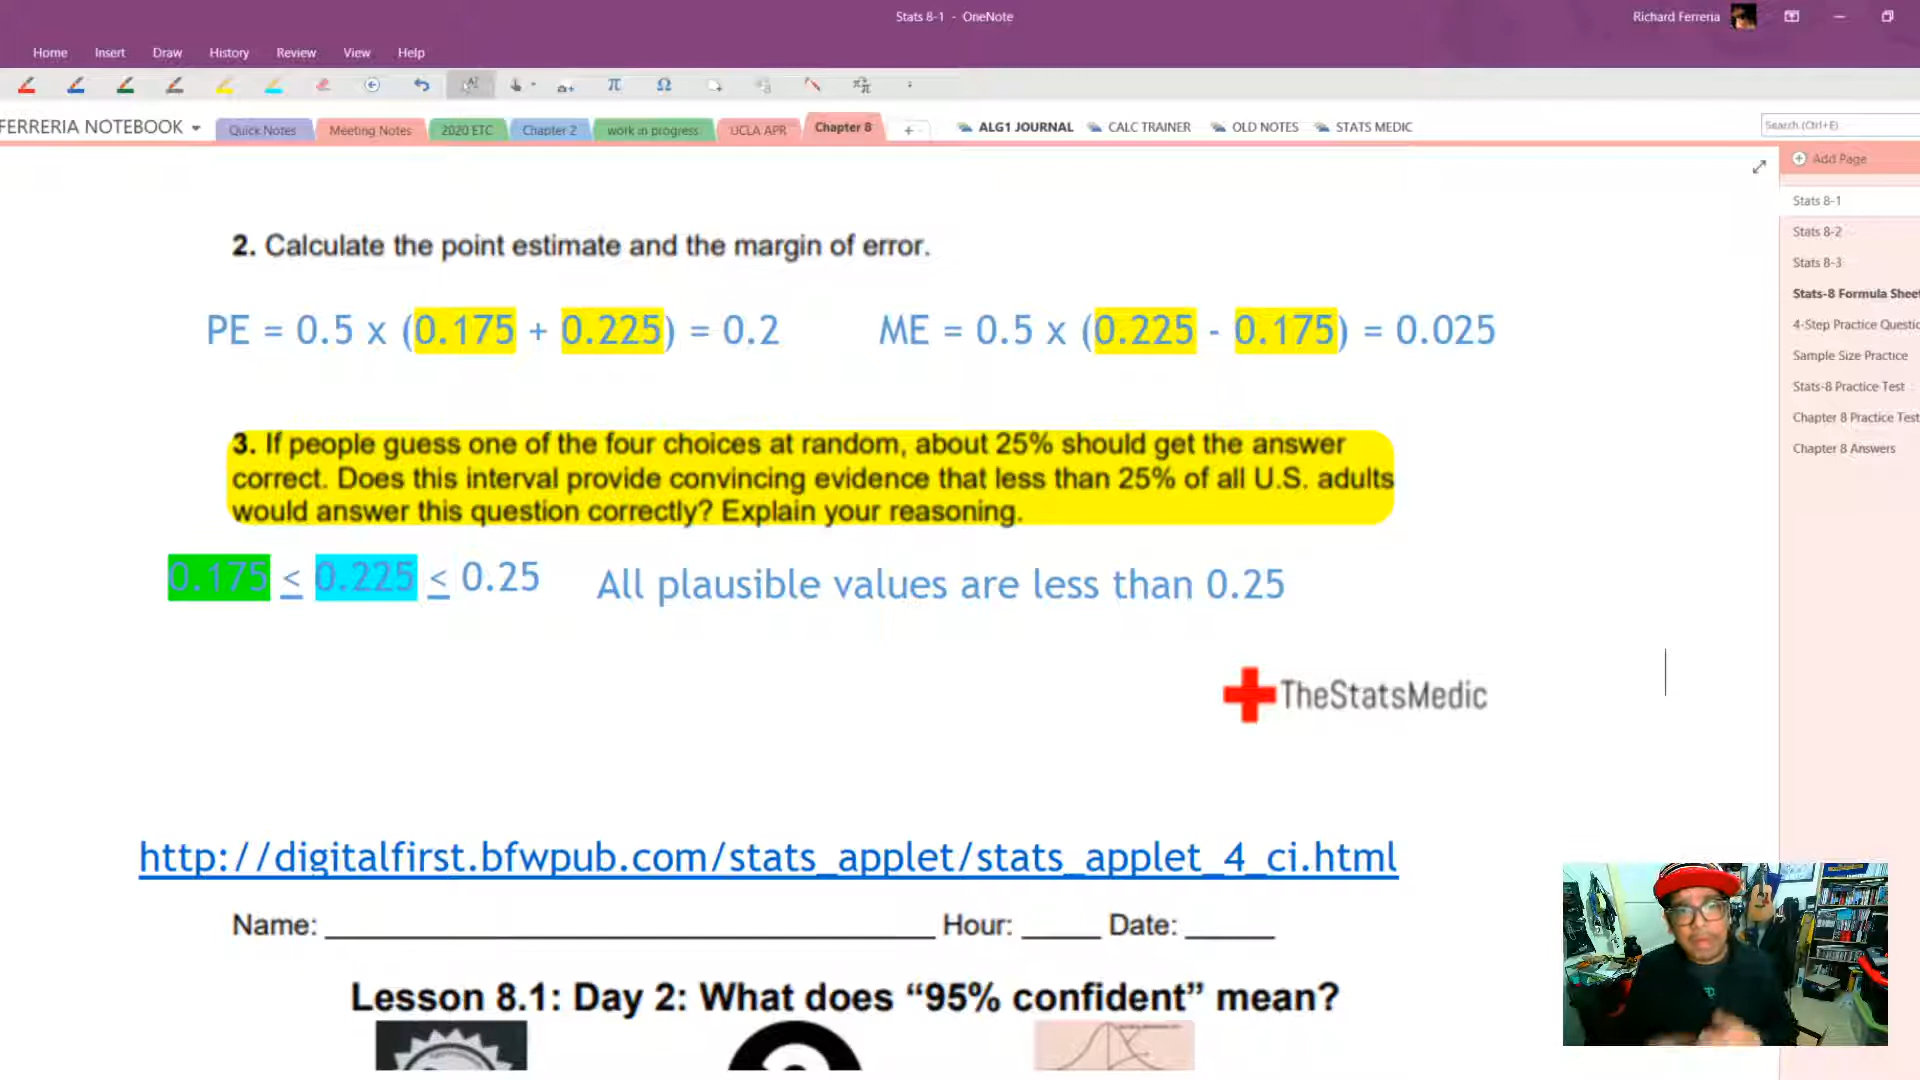 Stats 8-1 - OneNote
Richard Ferreria
Home Insert Draw History Review View Help
FERRERIA NOTEBOOK
Quick Notes Meeting Notes 2020 ETC Chapter 2 work in progress UCLA APR Chapter 8 + ALG1 JOURNAL CALC TRAINER OLD NOTES STATS MEDIC
Search (Ctrl+E)
Add Page
Stats 8-1
Stats 8-2
Stats 8-3
Stats-8 Formula Sheet
4-Step Practice Questio
Sample Size Practice
Stats-8 Practice Test
Chapter 8 Practice Test
Chapter 8 Answers
2. Calculate the point estimate and the margin of error.
PE = 0.5 x (0.175 + 0.225) = 0.2 ME = 0.5 x (0.225 - 0.175) = 0.025
3. If people guess one of the four choices at random, about 25% should get the answer
correct. Does this interval provide convincing evidence that less than 25% of all U.S. adults
would answer this question correctly? Explain your reasoning.
0.175 ≤ 0.225 ≤ 0.25 All plausible values are less than 0.25
TheStatsMedic
http://digitalfirst.bfwpub.com/stats_applet/stats_applet_4_ci.html
Name: ____ Hour: ____ Date: ____
Lesson 8.1: Day 2: What does “95% confident” mean?